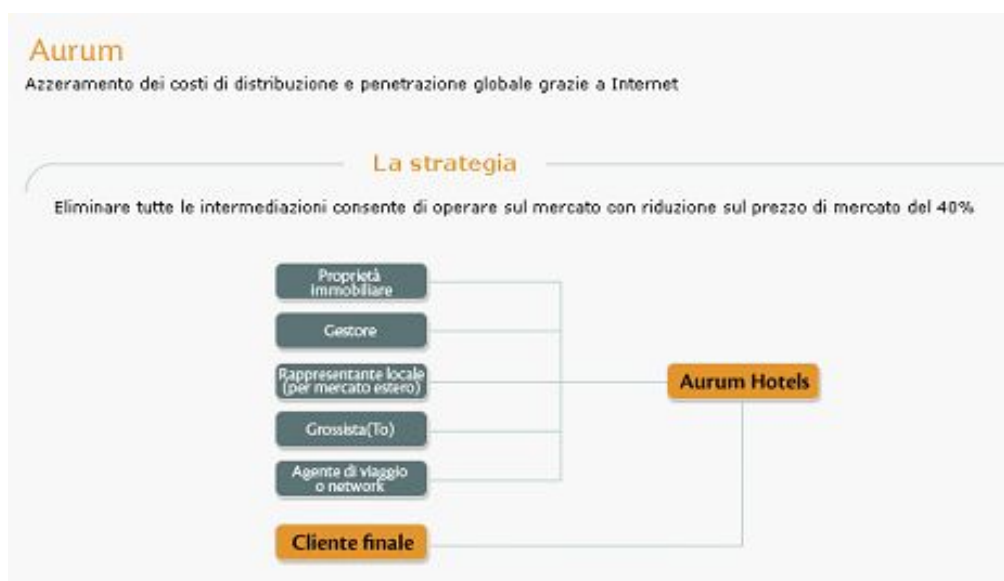 Aurum
Azzeramento dei costi di distribuzione e penetrazione globale grazie a Internet
La strategia
Eliminare tutte le intermediazioni consente di operare sul mercato con riduzione sul prezzo di mercato del 40%
Proprietà
immobiliare
Gestore
Rappresentante locale
(per mercato estero)
Grossista(To)
Agente di viaggio
o network
Cliente finale
Aurum Hotels